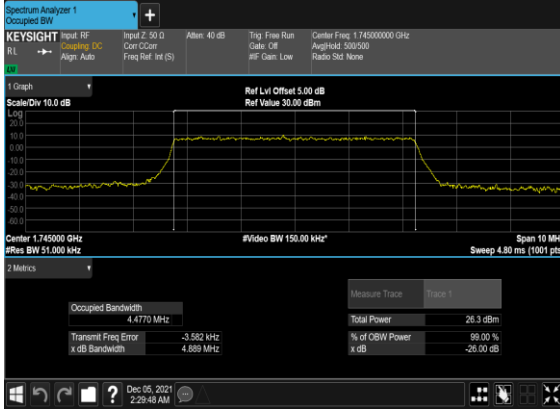 Spectrum Analyzer 1
Occupied BW
+
KEYSIGHT Input: RF Input Z: 50 Ω Atten: 40 dB Trig: Free Run Center Freq: 1.745000000 GHz
RL Coupling: DC Corr CCorr Gate: Off Avg|Hold: 500/500
Align: Auto Freq Ref: Int (S) #IF Gain: Low Radio Std: None
1 Graph
Ref Lvl Offset 5.00 dB
Scale/Div 10.0 dB Ref Value 30.00 dBm
Log
20.0
10.0
0.00
-10.0
-20.0
-30.0
-40.0
-50.0
-60.0
Center 1.745000 GHz #Video BW 150.00 kHz* Span 10 MH
#Res BW 51.000 kHz Sweep 4.80 ms (1001 pts
2 Metrics
Measure Trace Trace 1
Occupied Bandwidth
4.4770 MHz Total Power 26.3 dBm
Transmit Freq Error -3.582 kHz % of OBW Power 99.00 %
x dB Bandwidth 4.889 MHz x dB -26.00 dB
? Dec 05, 2021
2:29:48 AM